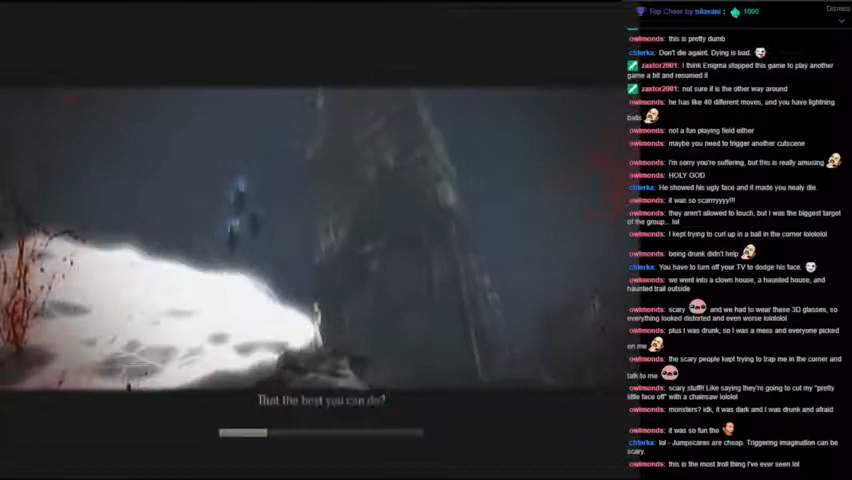 Top Cheer by nilavani : 1000
Dismiss
owlmonds: this is pretty dumb
chterka: Don't die again!. Dying is bad.
zaxtor2001: I think Enigma stopped this game to play another
game a bit and resumed it
zaxtor2001: not sure if is the other way around
owlmonds: he has like 40 different moves, and you have lightning
balls
owlmonds: not a fun playing field either
owlmonds: maybe you need to trigger another cutscene
owlmonds: I'm sorry you're suffering, but this is really amusing
owlmonds: HOLY GOD
chterka: He showed his ugly face and it made you nealy die.
owlmonds: it was so scarrryyyy!!!
owlmonds: they aren't allowed to touch, but I was the biggest target
of the group... lol
owlmonds: I kept trying to curl up in a ball in the corner lolololol
owlmonds: being drunk didn't help
chterka: You have to turn off your TV to dodge his face.
owlmonds: we went into a clown house, a haunted house, and
haunted trail outside
owlmonds: scary and we had to wear these 3D glasses, so
everything looked distorted and even worse lolololol
owlmonds: plus I was drunk, so I was a mess and everyone picked
on me
owlmonds: the scary people kept trying to trap me in the corner and
talk to me
owlmonds: scary stuff!! Like saying they're going to cut my "pretty
little face off" with a chainsaw lolololol
owlmonds: monsters? idk, it was dark and I was drunk and afraid
owlmonds: it was so fun tho
chterka: lol - Jumpscares are cheap. Triggering imagination can be
scary.
owlmonds: this is the most troll thing I've ever seen lol
That the best you can do?